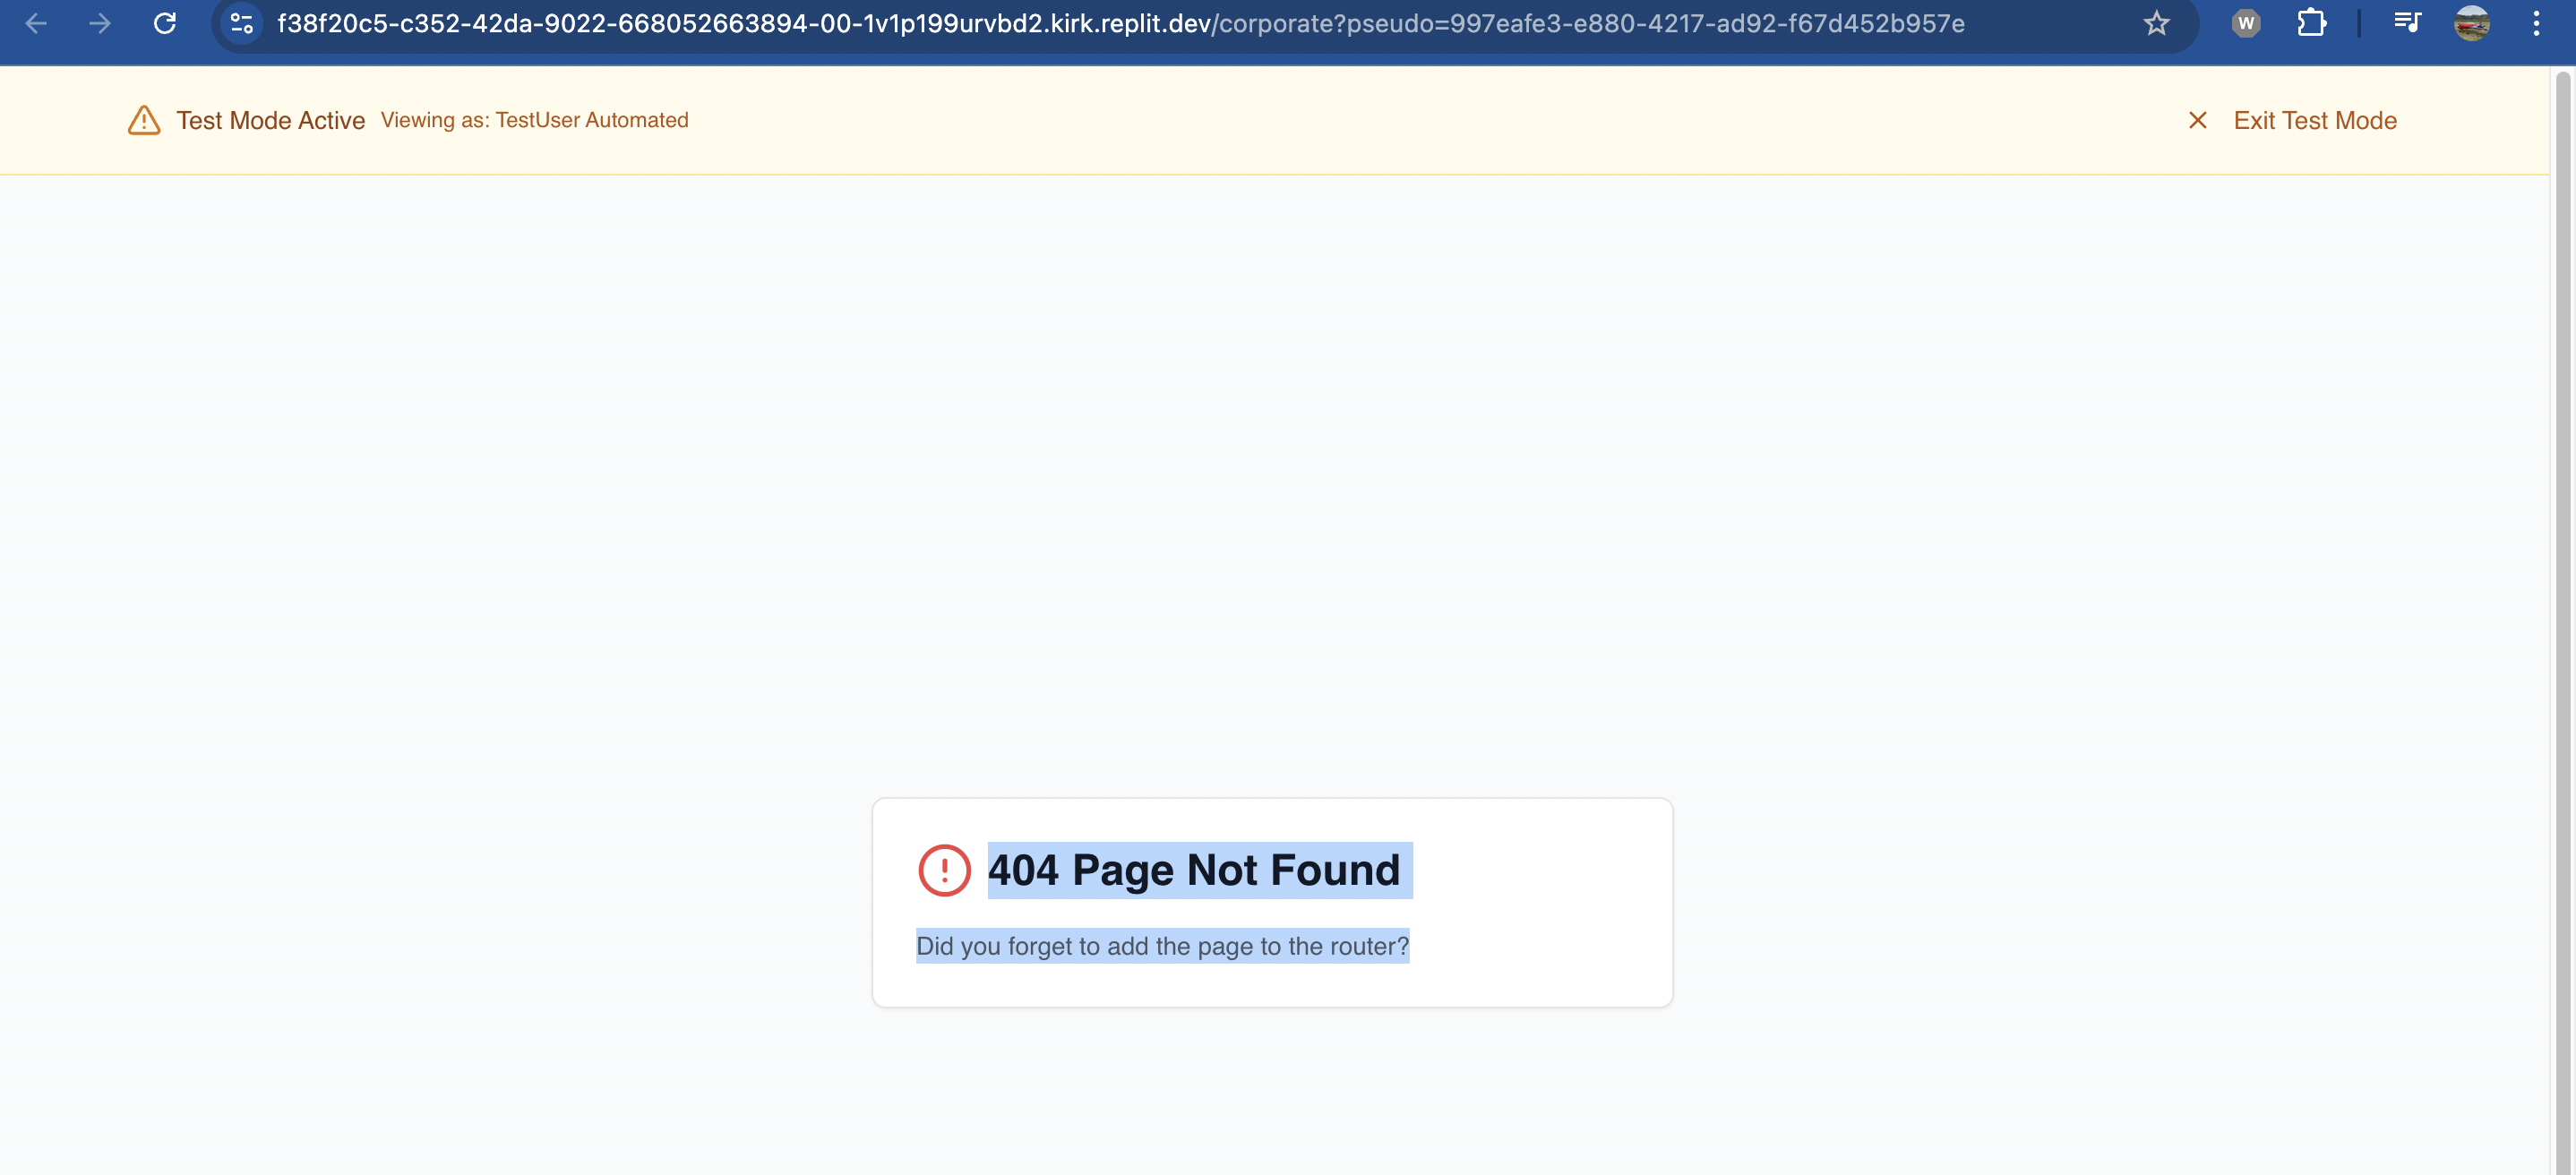 f38f20c5-c352-42da-9022-668052663894-00-1v1p199urvbd2.kirk.replit.dev/corporate?pseudo=997eafe3-e880-4217-ad92-f67d452b957e
W
Test Mode Active Viewing as: TestUser Automated Exit Test Mode
404 Page Not Found
Did you forget to add the page to the router?